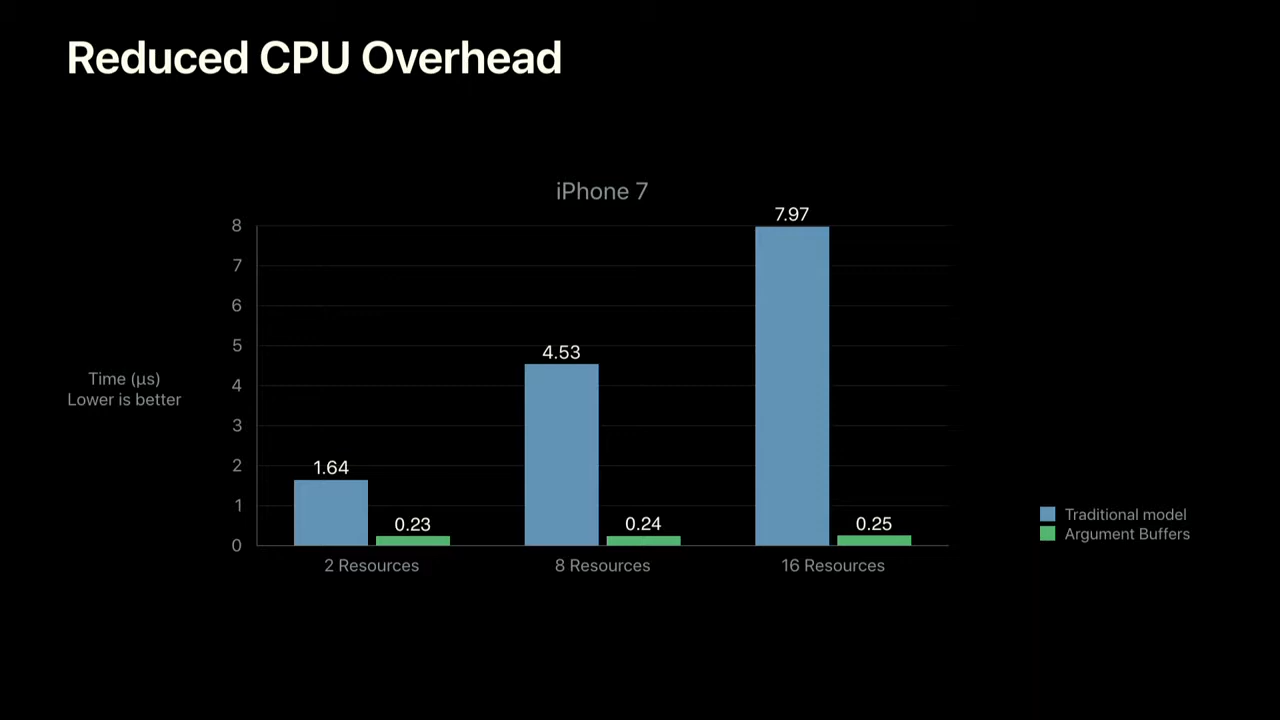 Reduced CPU Overhead
iPhone 7
8
7
6
5
4
3
2
1
0
Time (µs)
Lower is better
1.64
0.23
4.53
0.24
7.97
0.25
2 Resources
8 Resources
16 Resources
Traditional model
Argument Buffers